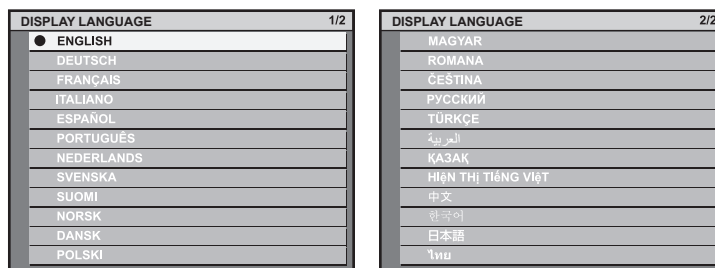 DISPLAY LANGUAGE 1/2
ENGLISH
DEUTSCH
FRANÇAIS
ITALIANO
ESPAÑOL
PORTUGUÊS
NEDERLANDS
SVENSKA
SUOMI
NORSK
DANSK
POLSKI
DISPLAY LANGUAGE 2/2
MAGYAR
ROMANA
ČEŠTINA
РУССКИЙ
TÜRKÇE
العربية
ҚАЗАҚ
HIệN THị TIếNG VIệT
中文
한국어
日本語
ไทย